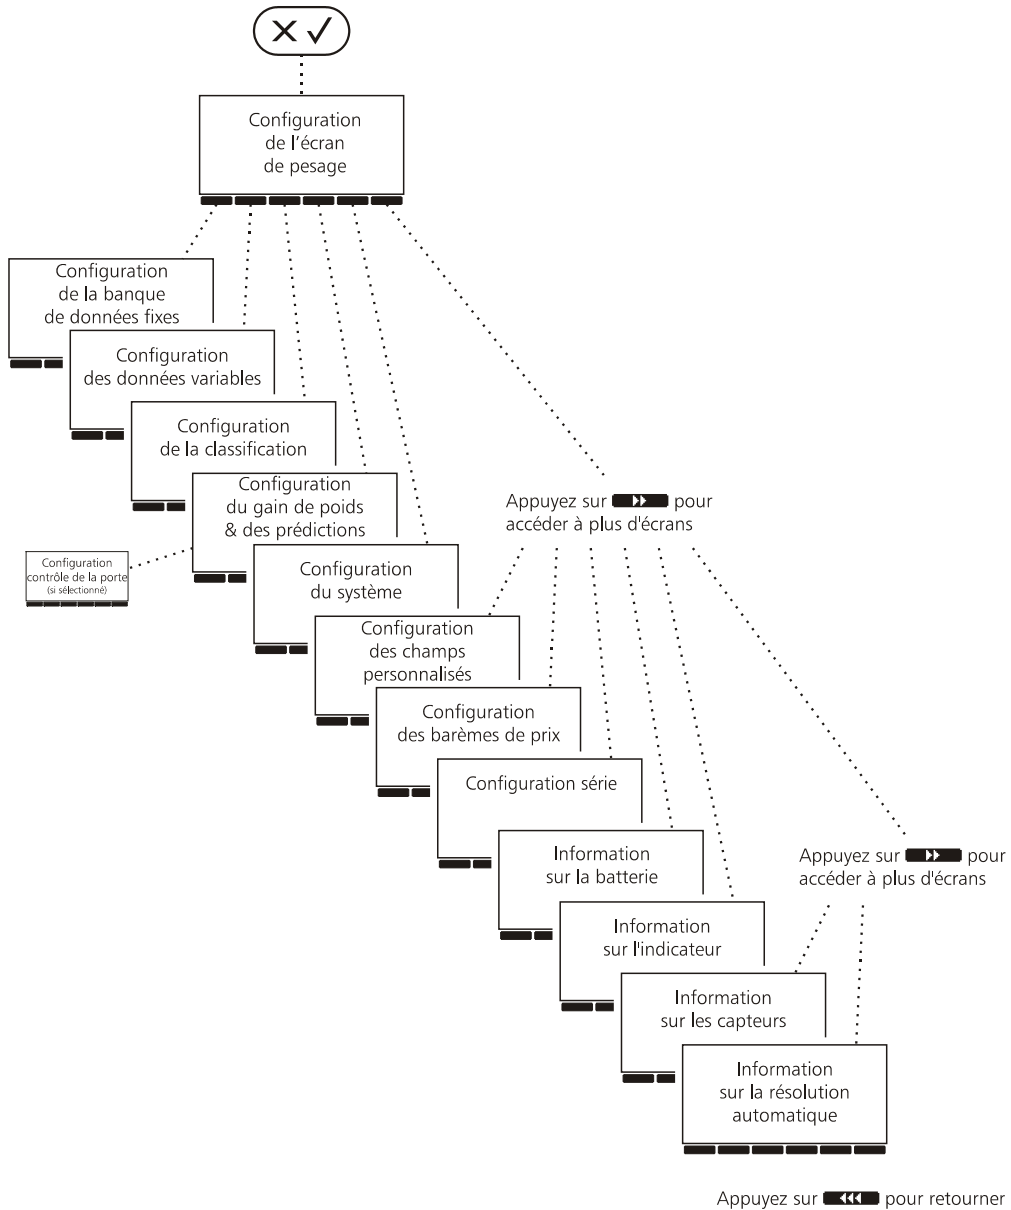 Configuration
de l'écran
de pesage
Configuration
de la banque
de données fixes
Configuration
des données variables
Configuration
de la classification
Configuration
du gain de poids
& des prédictions
Configuration
contrôle de la porte
(si sélectionné)
Configuration
du système
Appuyez sur pour
accéder à plus d'écrans
Configuration
des champs
personnalisés
Configuration
des barèmes de prix
Configuration série
Information
sur la batterie
Appuyez sur pour
accéder à plus d'écrans
Information
sur l'indicateur
Information
sur les capteurs
Information
sur la résolution
automatique
Appuyez sur pour retourner